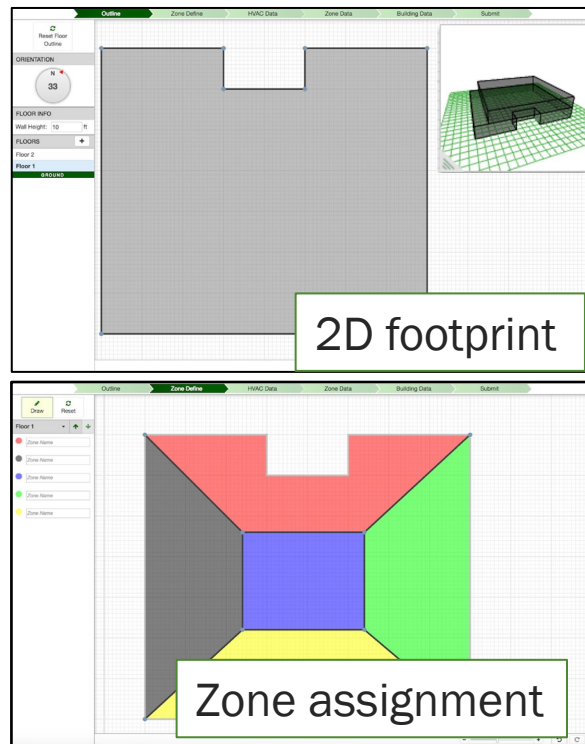 Outline Zone Define HVAC Data Zone Data Building Data Submit
Reset Floor
Outline
ORIENTATION
N
33
FLOOR INFO
Wall Height: 10 ft
FLOORS +
Floor 2
Floor 1
GROUND
2D footprint
Outline Zone Define HVAC Data Zone Data Building Data Submit
Draw Reset
Floor 1
Zone Name
Zone Name
Zone Name
Zone Name
Zone Name
Zone assignment